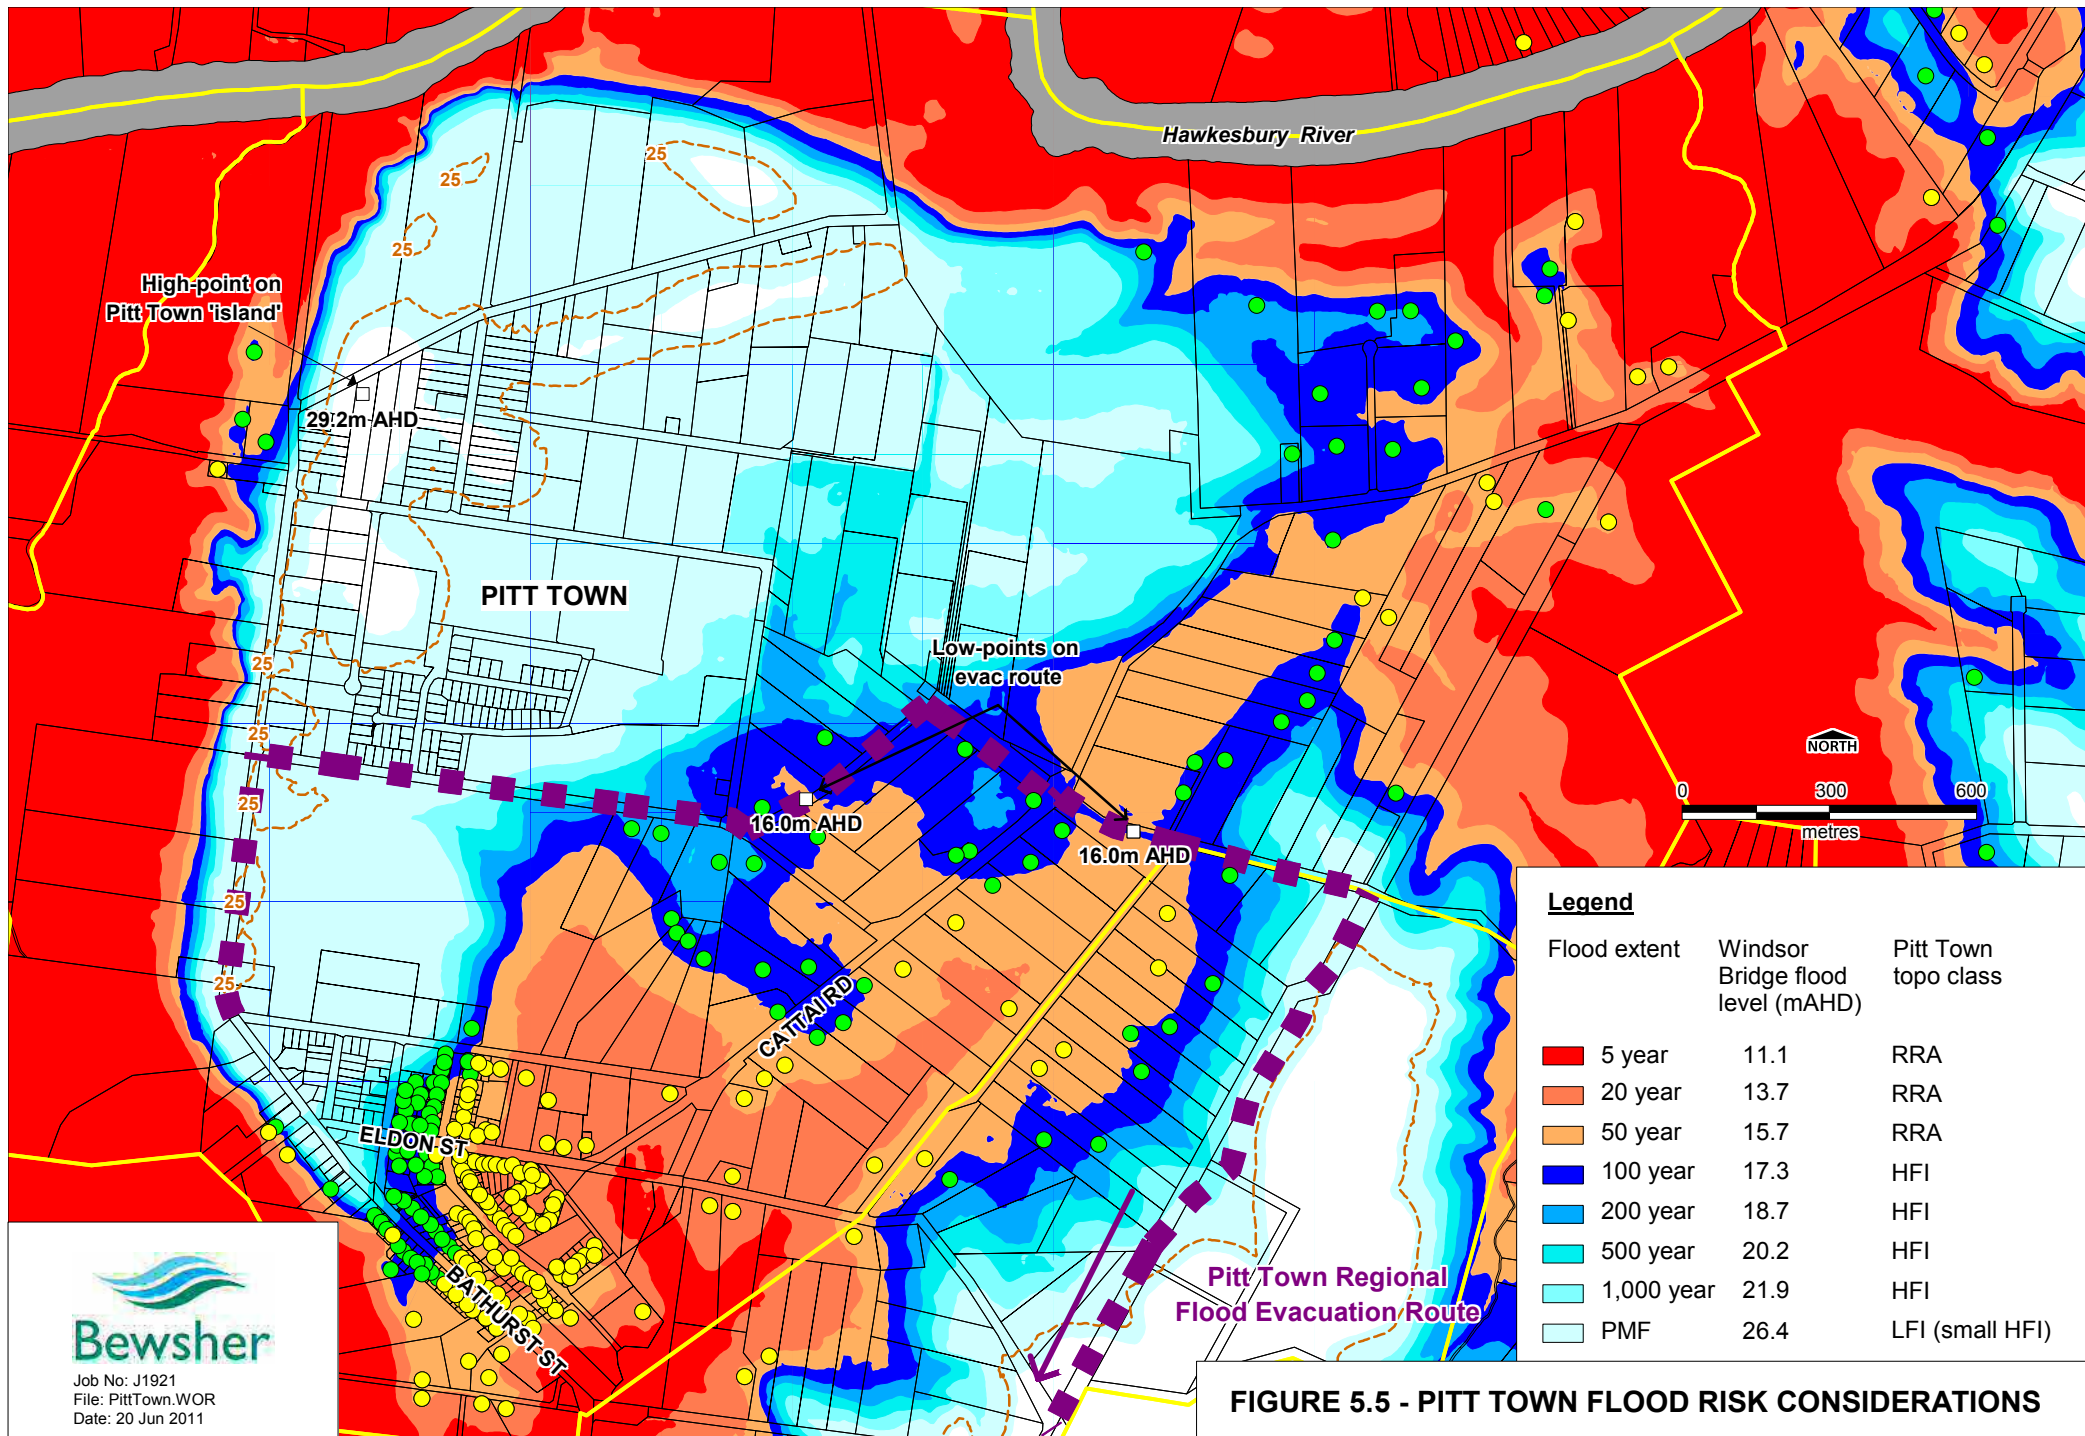 Hawkesbury River
25
25
25
High-point on
Pitt Town 'island'
29.2m AHD
PITT TOWN
Low-points on
evac route
25
25
25
25
25
16.0m AHD
16.0m AHD
NORTH
0 300 600
metres
CATTAI RD
ELDON ST
BATHURST ST
Pitt Town Regional
Flood Evacuation Route
Legend
Flood extent Windsor Bridge flood level (mAHD) Pitt Town topo class
5 year 11.1 RRA
20 year 13.7 RRA
50 year 15.7 RRA
100 year 17.3 HFI
200 year 18.7 HFI
500 year 20.2 HFI
1,000 year 21.9 HFI
PMF 26.4 LFI (small HFI)
Bewsher
Job No: J1921
File: PittTown.WOR
Date: 20 Jun 2011
FIGURE 5.5 - PITT TOWN FLOOD RISK CONSIDERATIONS